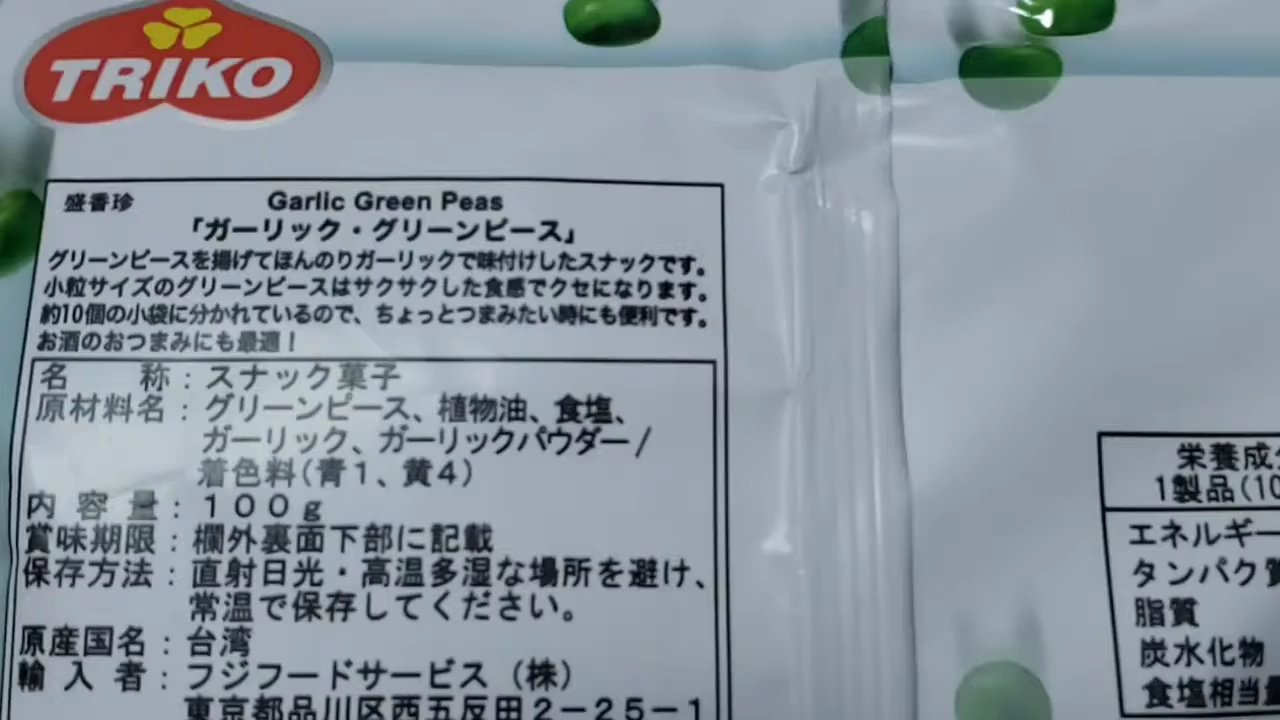 TRIKO
盛香珍 Garlic Green Peas
「ガーリック・グリーンピース」
グリーンピースを揚げてほんのりガーリックで味付けしたスナックです。
小粒サイズのグリーンピースはサクサクした食感でクセになります。
約10個の小袋に分かれているので、ちょっとつまみたい時にも便利です。
お酒のおつまみにも最適！
名 称：スナック菓子
原材料名：グリーンピース、植物油、食塩、
ガーリック、ガーリックパウダー/
着色料(青1、黄4)
内容量：100g
賞味期限：欄外裏面下部に記載
保存方法：直射日光・高温多湿な場所を避け、
常温で保存してください。
原産国名：台湾
輸入者：フジフードサービス（株）
東京都品川区西五反田2-25-1
栄養成分
1製品(10
エネルギー
タンパク質
脂質
炭水化物
食塩相当量